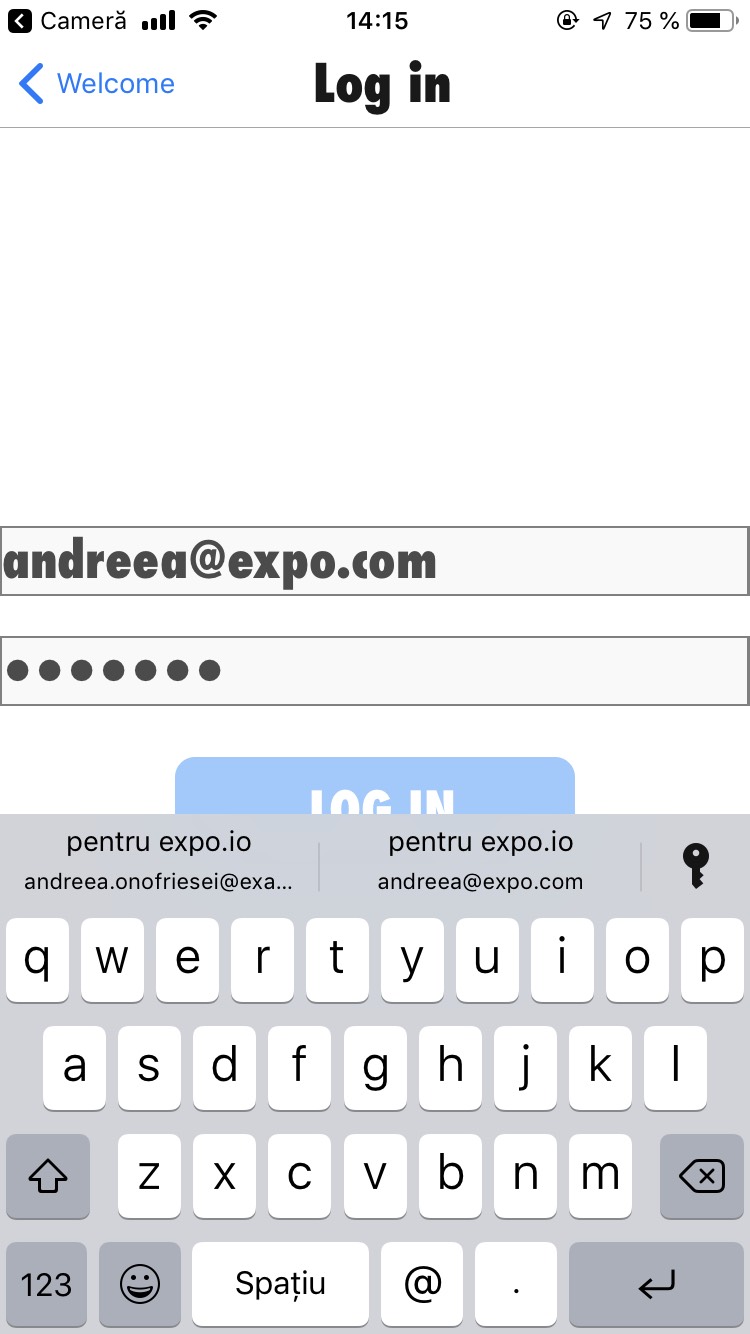 Cameră 14:15 75 %
Welcome Log in
andreea@expo.com
•••••••
LOG IN
pentru expo.io pentru expo.io
andreea.onofriesei@exa... andreea@expo.com
q w e r t y u i o p
a s d f g h j k l
z x c v b n m
123 Spațiu @ .